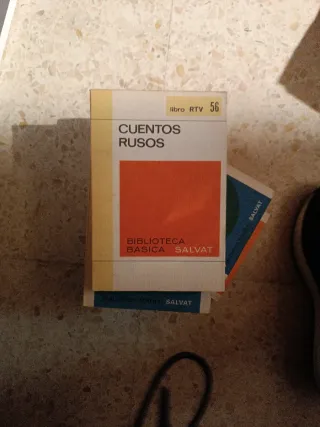 libro RTV 56
CUENTOS
RUSOS
BIBLIOTECA
BASICA SALVAT
SALVAT
SALVAT